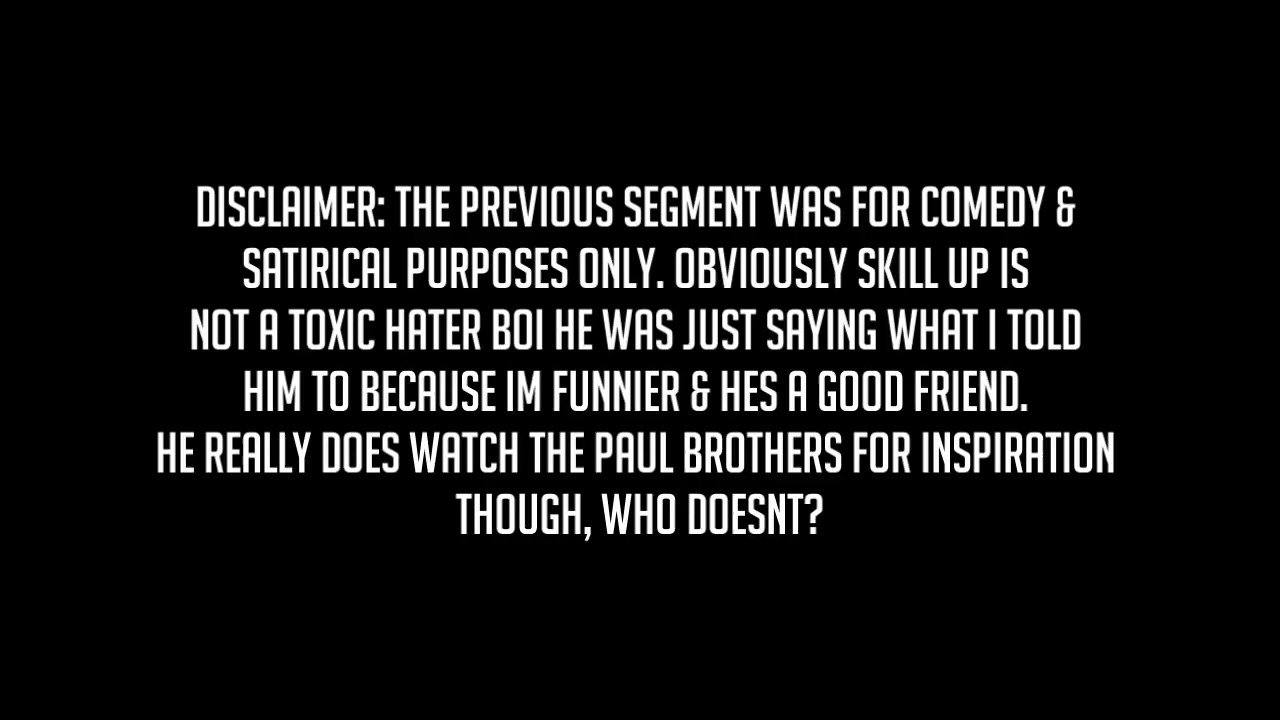 DISCLAIMER: THE PREVIOUS SEGMENT WAS FOR COMEDY &
SATIRICAL PURPOSES ONLY. OBVIOUSLY SKILL UP IS
NOT A TOXIC HATER BOI HE WAS JUST SAYING WHAT I TOLD
HIM TO BECAUSE IM FUNNIER & HES A GOOD FRIEND.
HE REALLY DOES WATCH THE PAUL BROTHERS FOR INSPIRATION
THOUGH, WHO DOESNT?